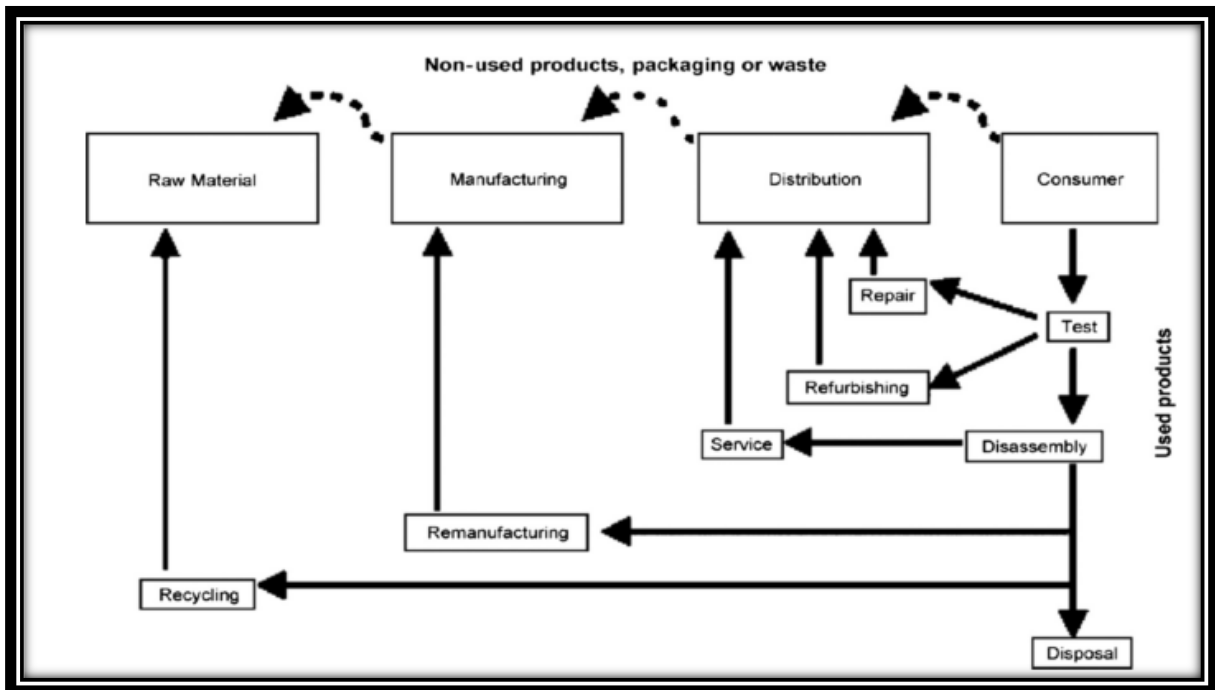 Non-used products, packaging or waste
Raw Material
Manufacturing
Distribution
Consumer
Repair
Test
Refurbishing
Used products
Service
Disassembly
Remanufacturing
Recycling
Disposal